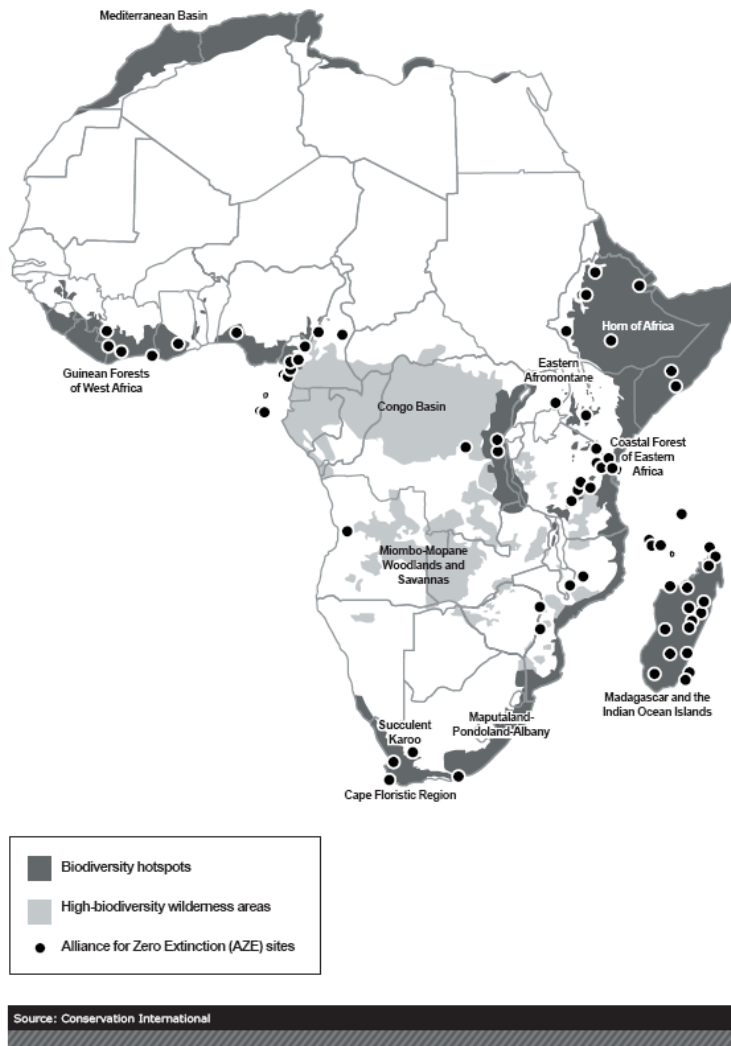 Mediterranean Basin
Horn of Africa
Guinean Forests
of West Africa
Eastern
Afromontane
Congo Basin
Coastal Forest
of Eastern
Africa
Miombo-Mopane
Woodlands and
Savannas
Madagascar and the
Indian Ocean Islands
Succulent
Karoo
Maputaland-
Pondoland-Albany
Cape Floristic Region
Biodiversity hotspots
High-biodiversity wilderness areas
Alliance for Zero Extinction (AZE) sites
Source: Conservation International